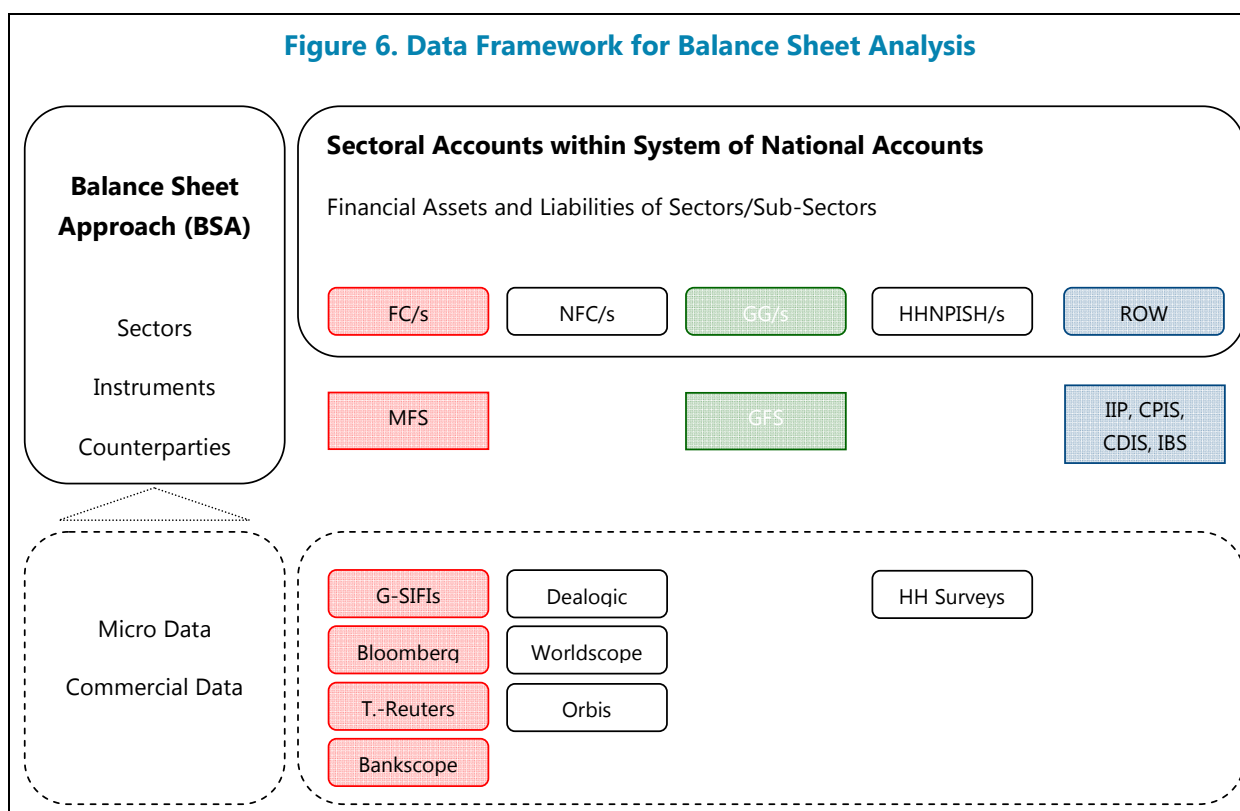 Figure 6. Data Framework for Balance Sheet Analysis
Balance Sheet
Approach (BSA)
Sectors
Instruments
Counterparties
Sectoral Accounts within System of National Accounts
Financial Assets and Liabilities of Sectors/Sub-Sectors
FC/s
NFC/s
GG/s
HHNPISH/s
ROW
MFS
GFS
IIP, CPIS,
CDIS, IBS
Micro Data
Commercial Data
G-SIFIs
Dealogic
HH Surveys
Bloomberg
Worldscope
T.-Reuters
Orbis
Bankscope